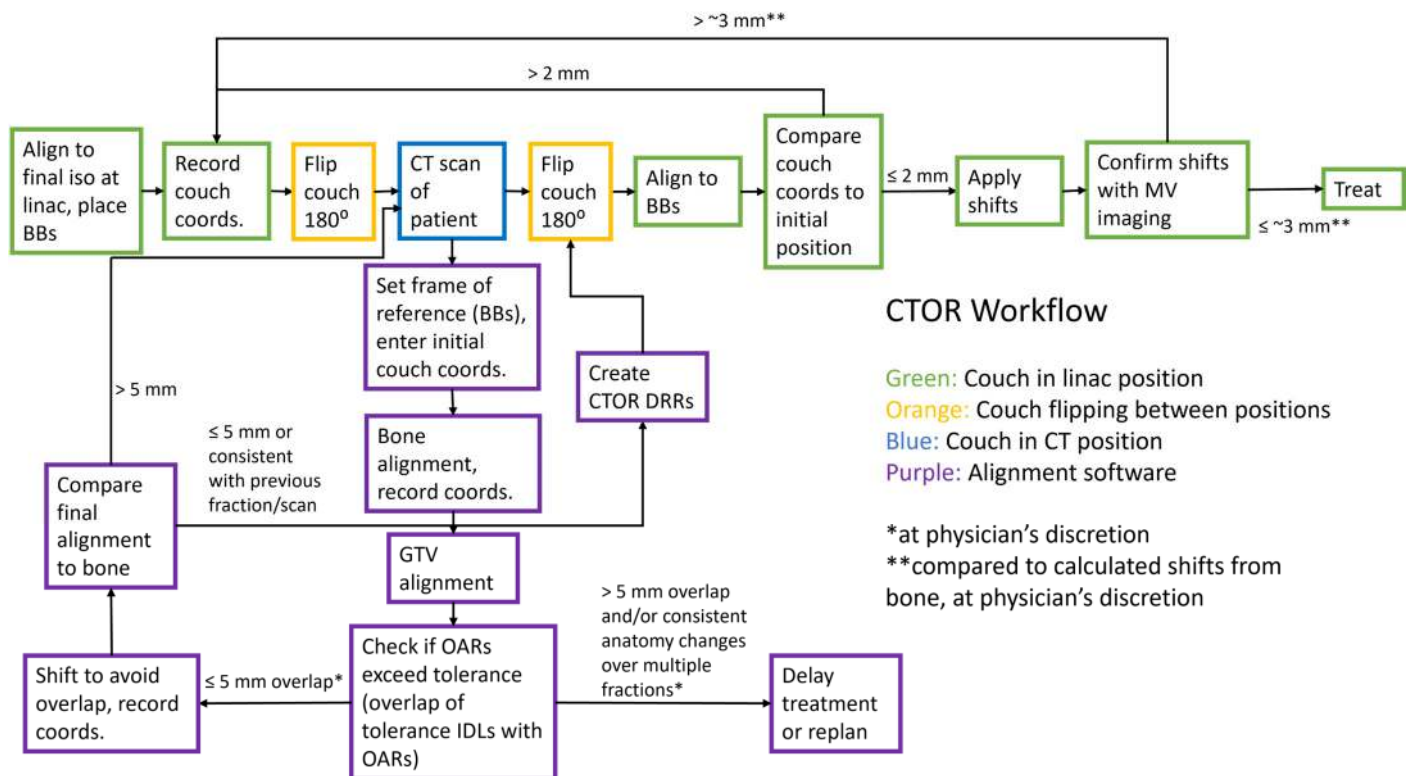 > ~3 mm**
> 2 mm
Align to
final iso at
linac, place
BBs
Record
couch
coords.
Flip
couch
180⁰
CT scan
of
patient
Flip
couch
180⁰
Align to
BBs
Compare
couch
coords to
initial
position
≤ 2 mm
Apply
shifts
Confirm shifts
with MV
imaging
≤ ~3 mm**
Treat
Set frame of
reference (BBs),
enter initial
couch coords.
Create
CTOR DRRs
> 5 mm
≤ 5 mm or
consistent
with previous
fraction/scan
Bone
alignment,
record coords.
Compare
final
alignment
to bone
GTV
alignment
Shift to avoid
overlap, record
coords.
≤ 5 mm overlap*
Check if OARs
exceed tolerance
(overlap of
tolerance IDLs with
OARs)
> 5 mm overlap
and/or consistent
anatomy changes
over multiple
fractions*
Delay
treatment
or replan
CTOR Workflow
Green: Couch in linac position
Orange: Couch flipping between positions
Blue: Couch in CT position
Purple: Alignment software
*at physician’s discretion
**compared to calculated shifts from
bone, at physician’s discretion